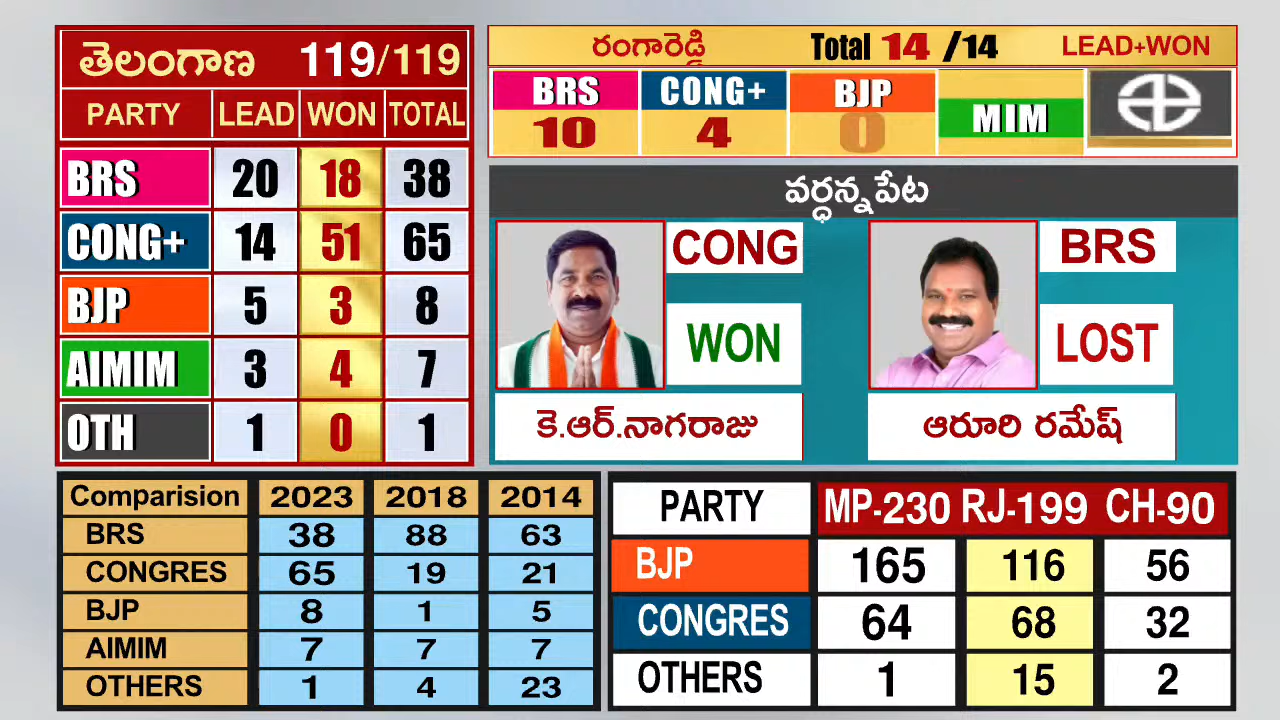 తెలంగాణ 119/119
PARTY LEAD WON TOTAL
BRS 20 18 38
CONG+ 14 51 65
BJP 5 3 8
AIMIM 3 4 7
OTH 1 0 1
రంగారెడ్డి Total 14 /14 LEAD+WON
BRS CONG+ BJP MIM
10 4 0
వర్ధన్నపేట
CONG BRS
WON LOST
కె.ఆర్.నాగరాజు ఆరూరి రమేష్
Comparision 2023 2018 2014
BRS 38 88 63
CONGRES 65 19 21
BJP 8 1 5
AIMIM 7 7 7
OTHERS 1 4 23
PARTY MP-230 RJ-199 CH-90
BJP 165 116 56
CONGRES 64 68 32
OTHERS 1 15 2